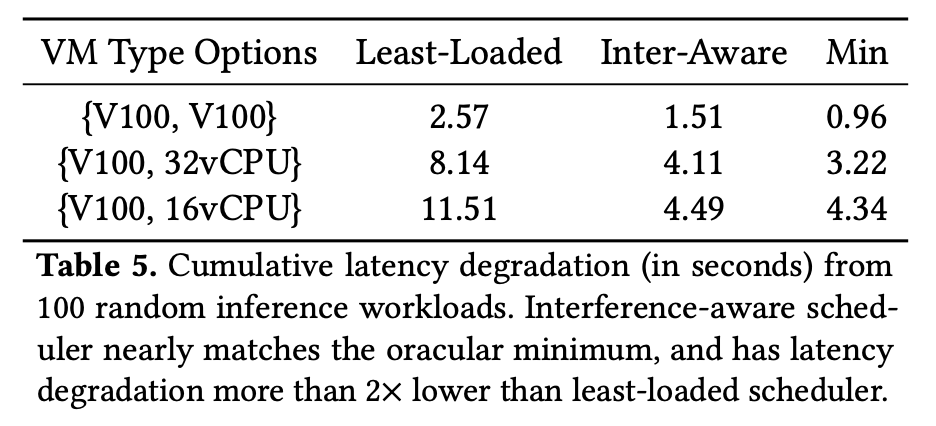 VM Type Options Least-Loaded Inter-Aware Min
{V100, V100} 2.57 1.51 0.96
{V100, 32vCPU} 8.14 4.11 3.22
{V100, 16vCPU} 11.51 4.49 4.34
Table 5. Cumulative latency degradation (in seconds) from
100 random inference workloads. Interference-aware sched-
uler nearly matches the oracular minimum, and has latency
degradation more than 2× lower than least-loaded scheduler.